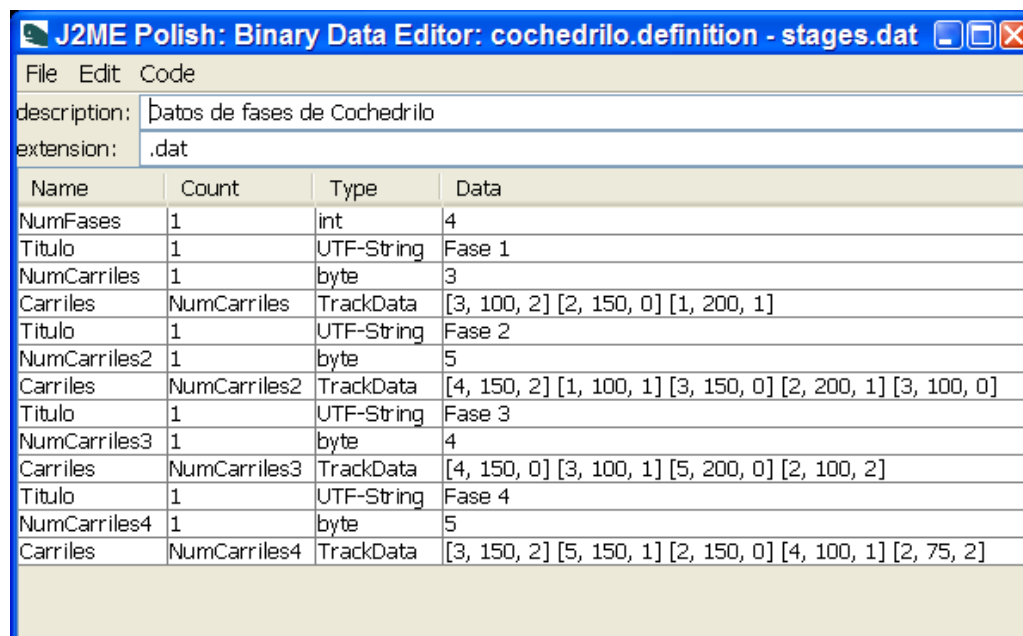 J2ME Polish: Binary Data Editor: cochedrilo.definition - stages.dat
File Edit Code
description: Datos de fases de Cochedrilo
extension: .dat
Name Count Type Data
NumFases 1 int 4
Titulo 1 UTF-String Fase 1
NumCarriles 1 byte 3
Carriles NumCarriles TrackData [3, 100, 2] [2, 150, 0] [1, 200, 1]
Titulo 1 UTF-String Fase 2
NumCarriles2 1 byte 5
Carriles NumCarriles2 TrackData [4, 150, 2] [1, 100, 1] [3, 150, 0] [2, 200, 1] [3, 100, 0]
Titulo 1 UTF-String Fase 3
NumCarriles3 1 byte 4
Carriles NumCarriles3 TrackData [4, 150, 0] [3, 100, 1] [5, 200, 0] [2, 100, 2]
Titulo 1 UTF-String Fase 4
NumCarriles4 1 byte 5
Carriles NumCarriles4 TrackData [3, 150, 2] [5, 150, 1] [2, 150, 0] [4, 100, 1] [2, 75, 2]